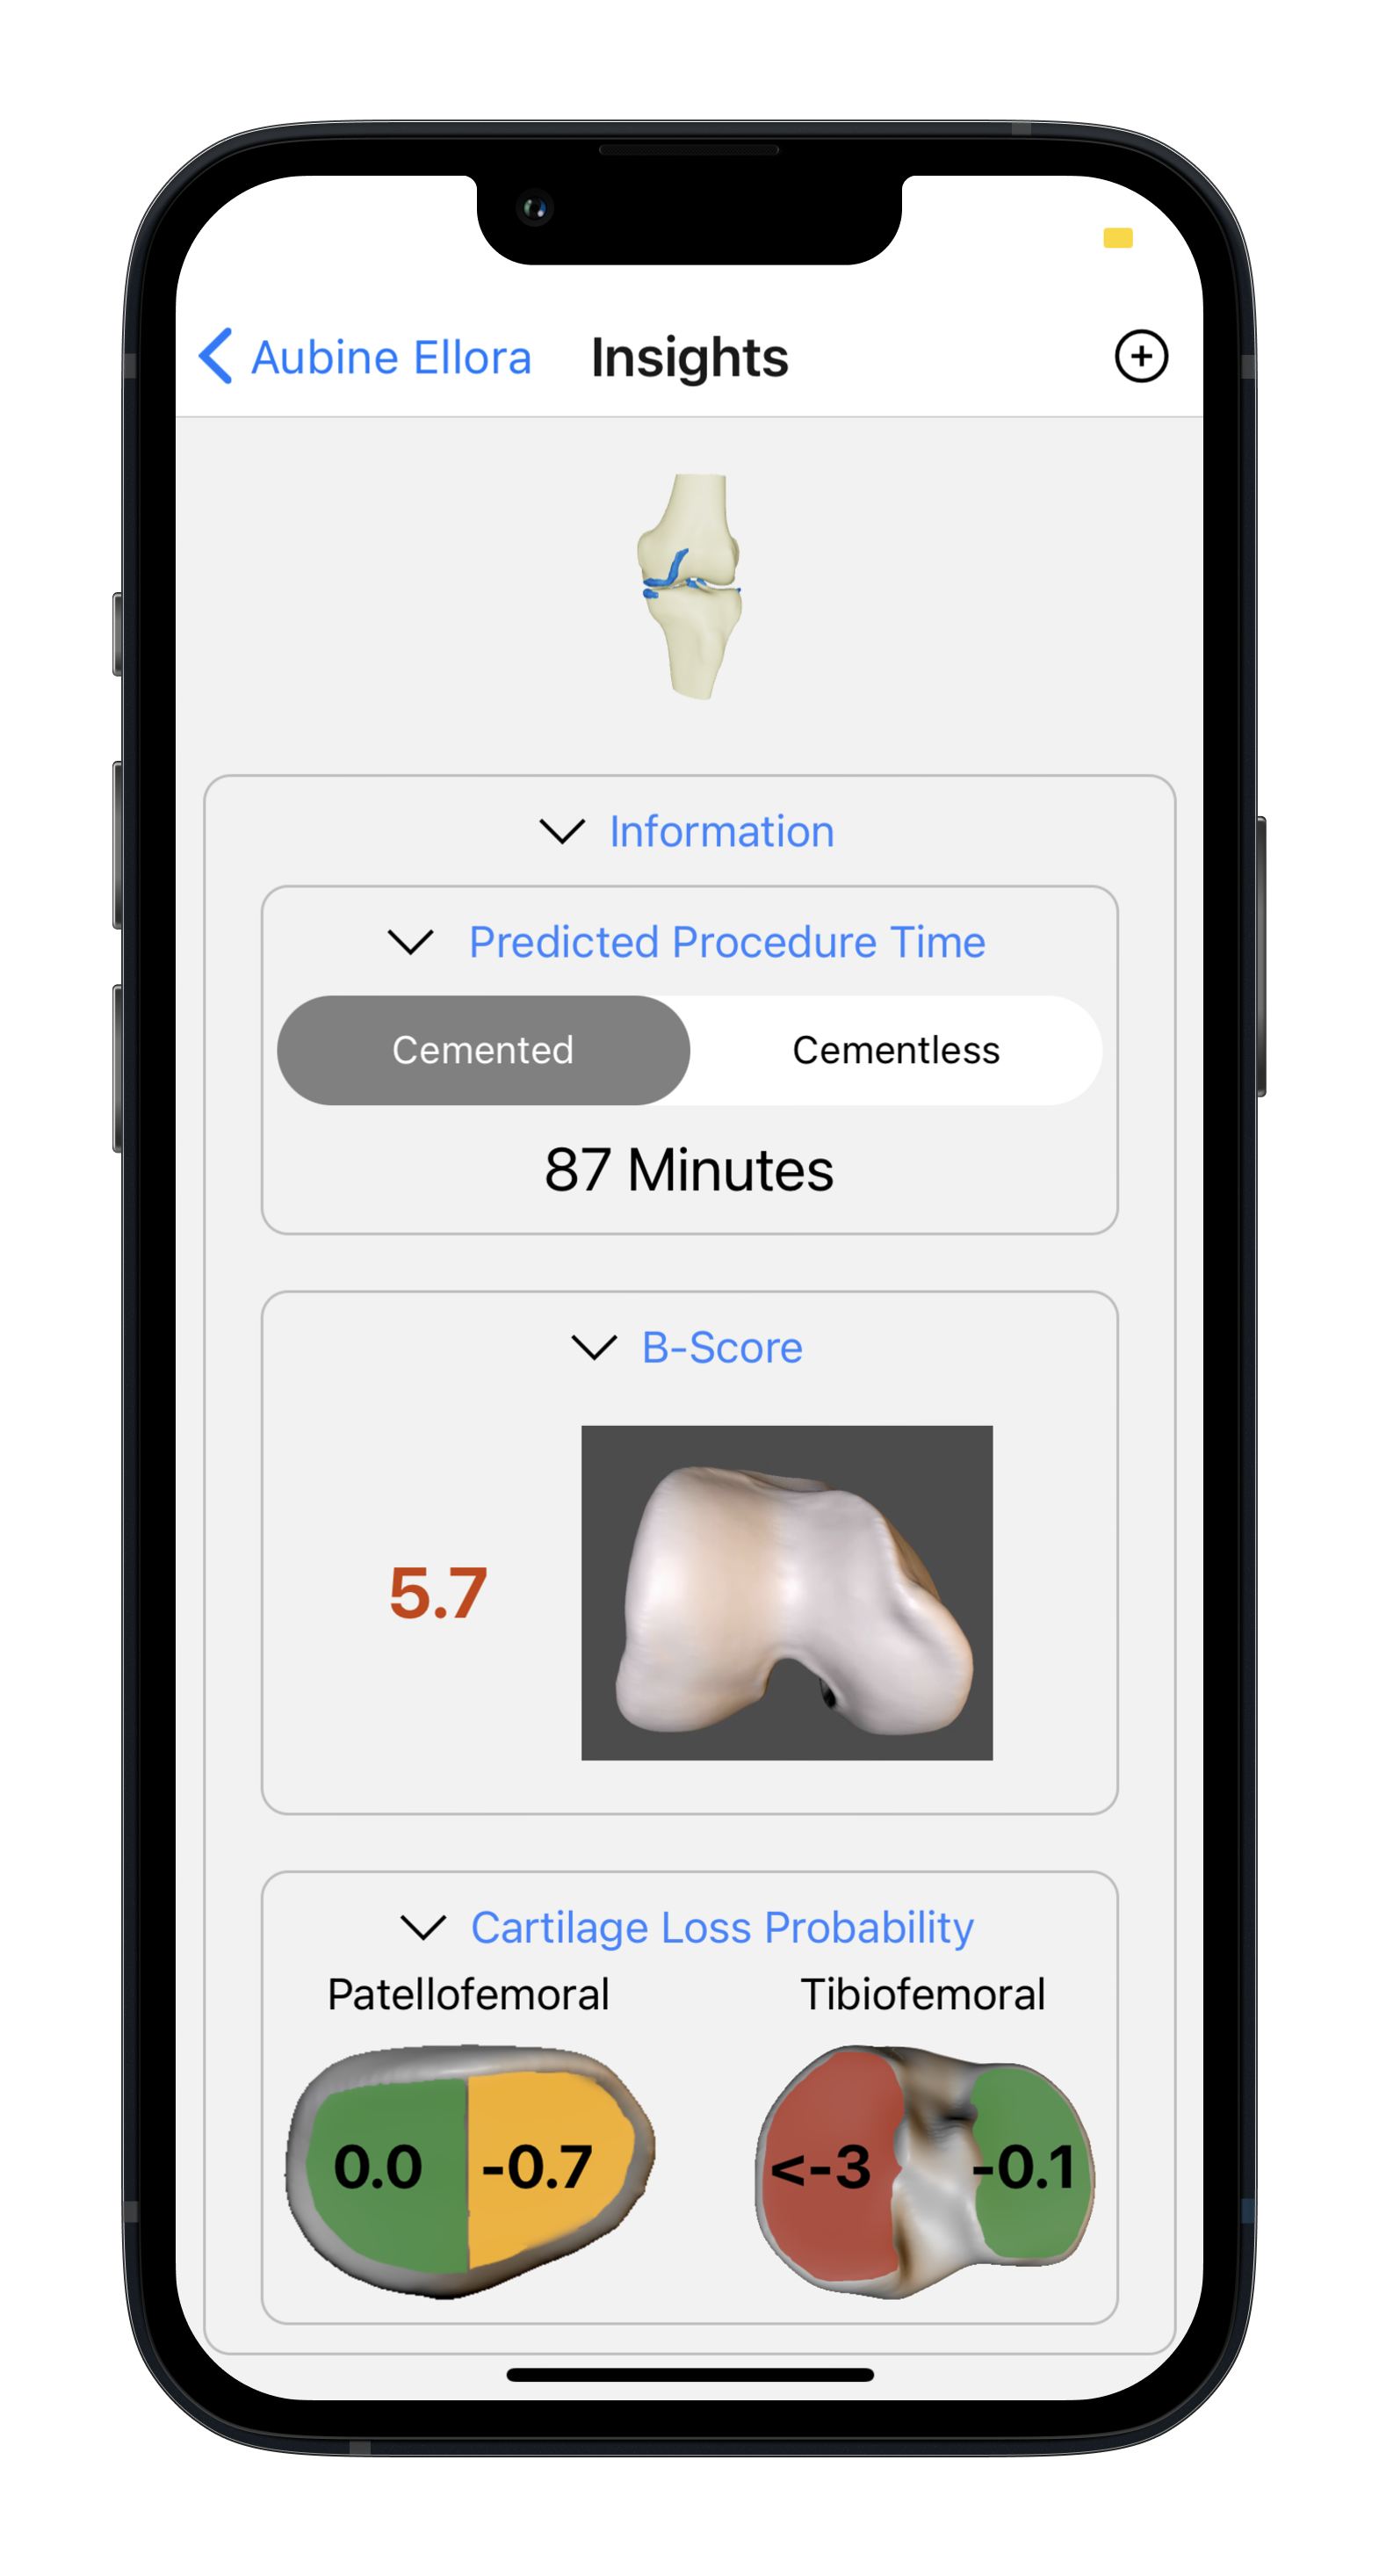 Aubine Ellora Insights
Information
Predicted Procedure Time
Cemented Cementless
87 Minutes
B-Score
5.7
Cartilage Loss Probability
Patellofemoral Tibiofemoral
0.0 -0.7 <-3 -0.1